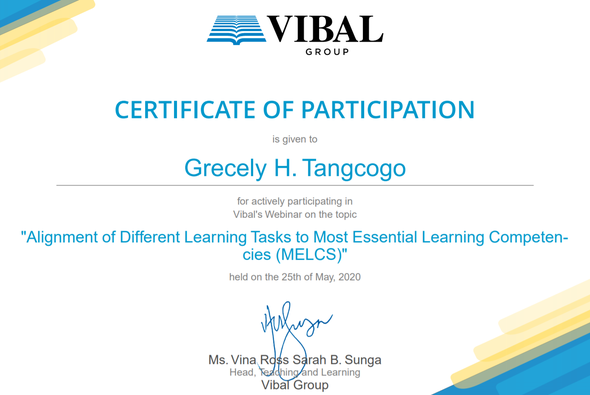 VIBAL
GROUP
CERTIFICATE OF PARTICIPATION
is given to
Grecely H. Tangcogo
for actively participating in
Vibal's Webinar on the topic
"Alignment of Different Learning Tasks to Most Essential Learning Competen-
cies (MELCS)"
held on the 25th of May, 2020
Ms. Vina Ross Sarah B. Sunga
Head, Teaching and Learning
Vibal Group